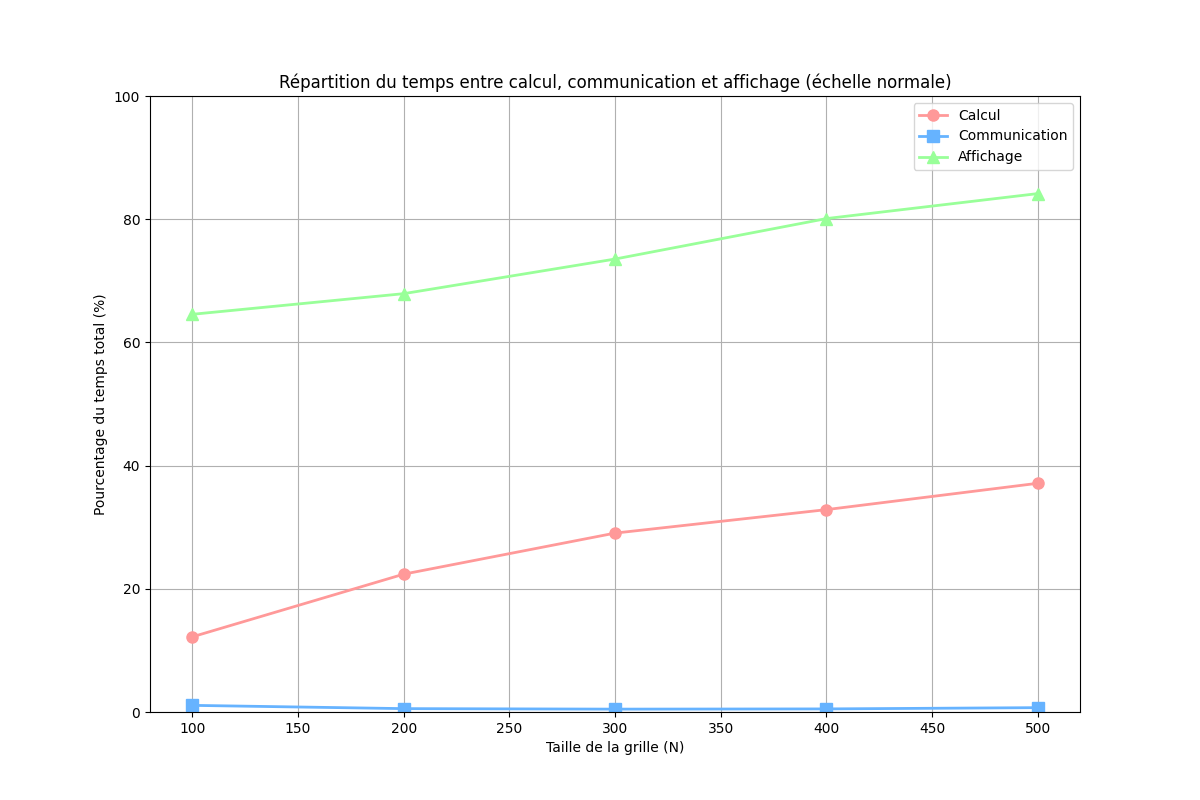 Répartition du temps entre calcul, communication et affichage (échelle normale)
100
80
60
40
20
0
Pourcentage du temps total (%)
Calcul
Communication
Affichage
100 150 200 250 300 350 400 450 500
Taille de la grille (N)